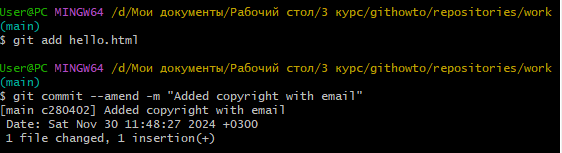 User@PC MINGW64 /d/Мои документы/Рабочий стол/3 курс/githowto/repositories/work
(main)
$ git add hello.html
User@PC MINGW64 /d/Мои документы/Рабочий стол/3 курс/githowto/repositories/work
(main)
$ git commit --amend -m "Added copyright with email"
[main c280402] Added copyright with email
Date: Sat Nov 30 11:48:27 2024 +0300
1 file changed, 1 insertion(+)